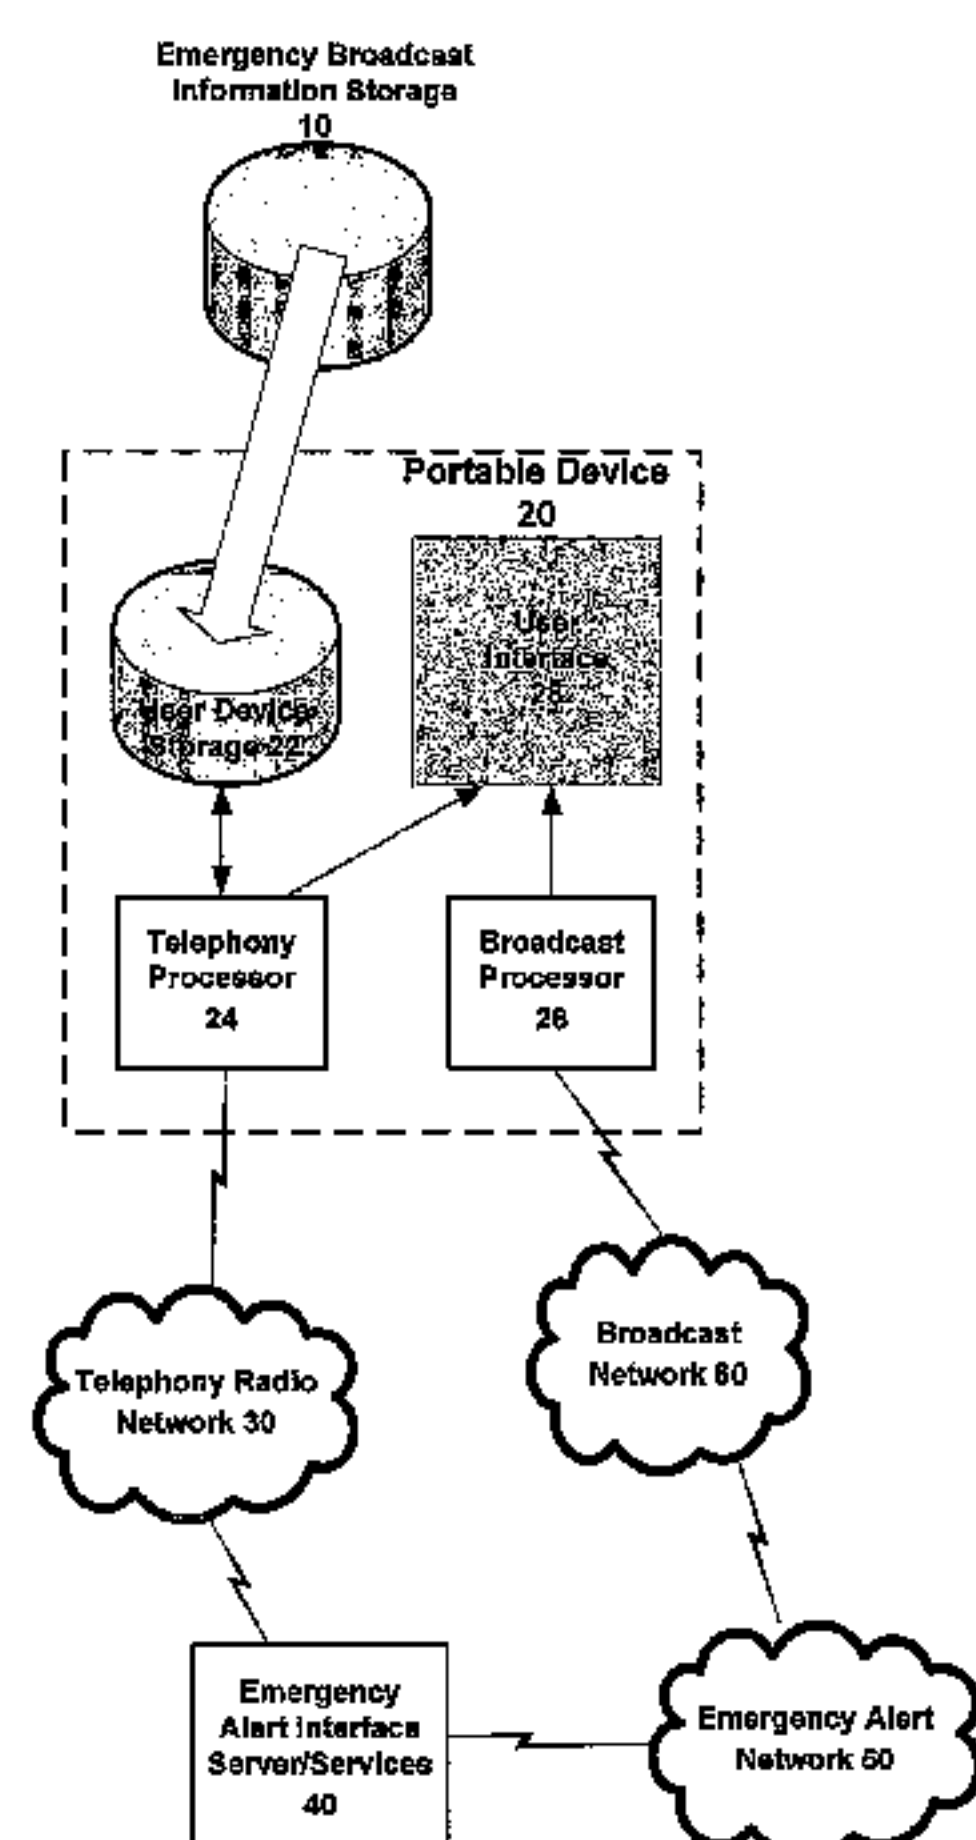 Emergency Broadcast
Information Storage
10
Portable Device
20
User
Interface
28
User Device
Storage 22
Telephony
Processor
24
Broadcast
Processor
26
Telephony Radio
Network 30
Broadcast
Network 60
Emergency
Alert Interface
Server/Services
40
Emergency Alert
Network 50